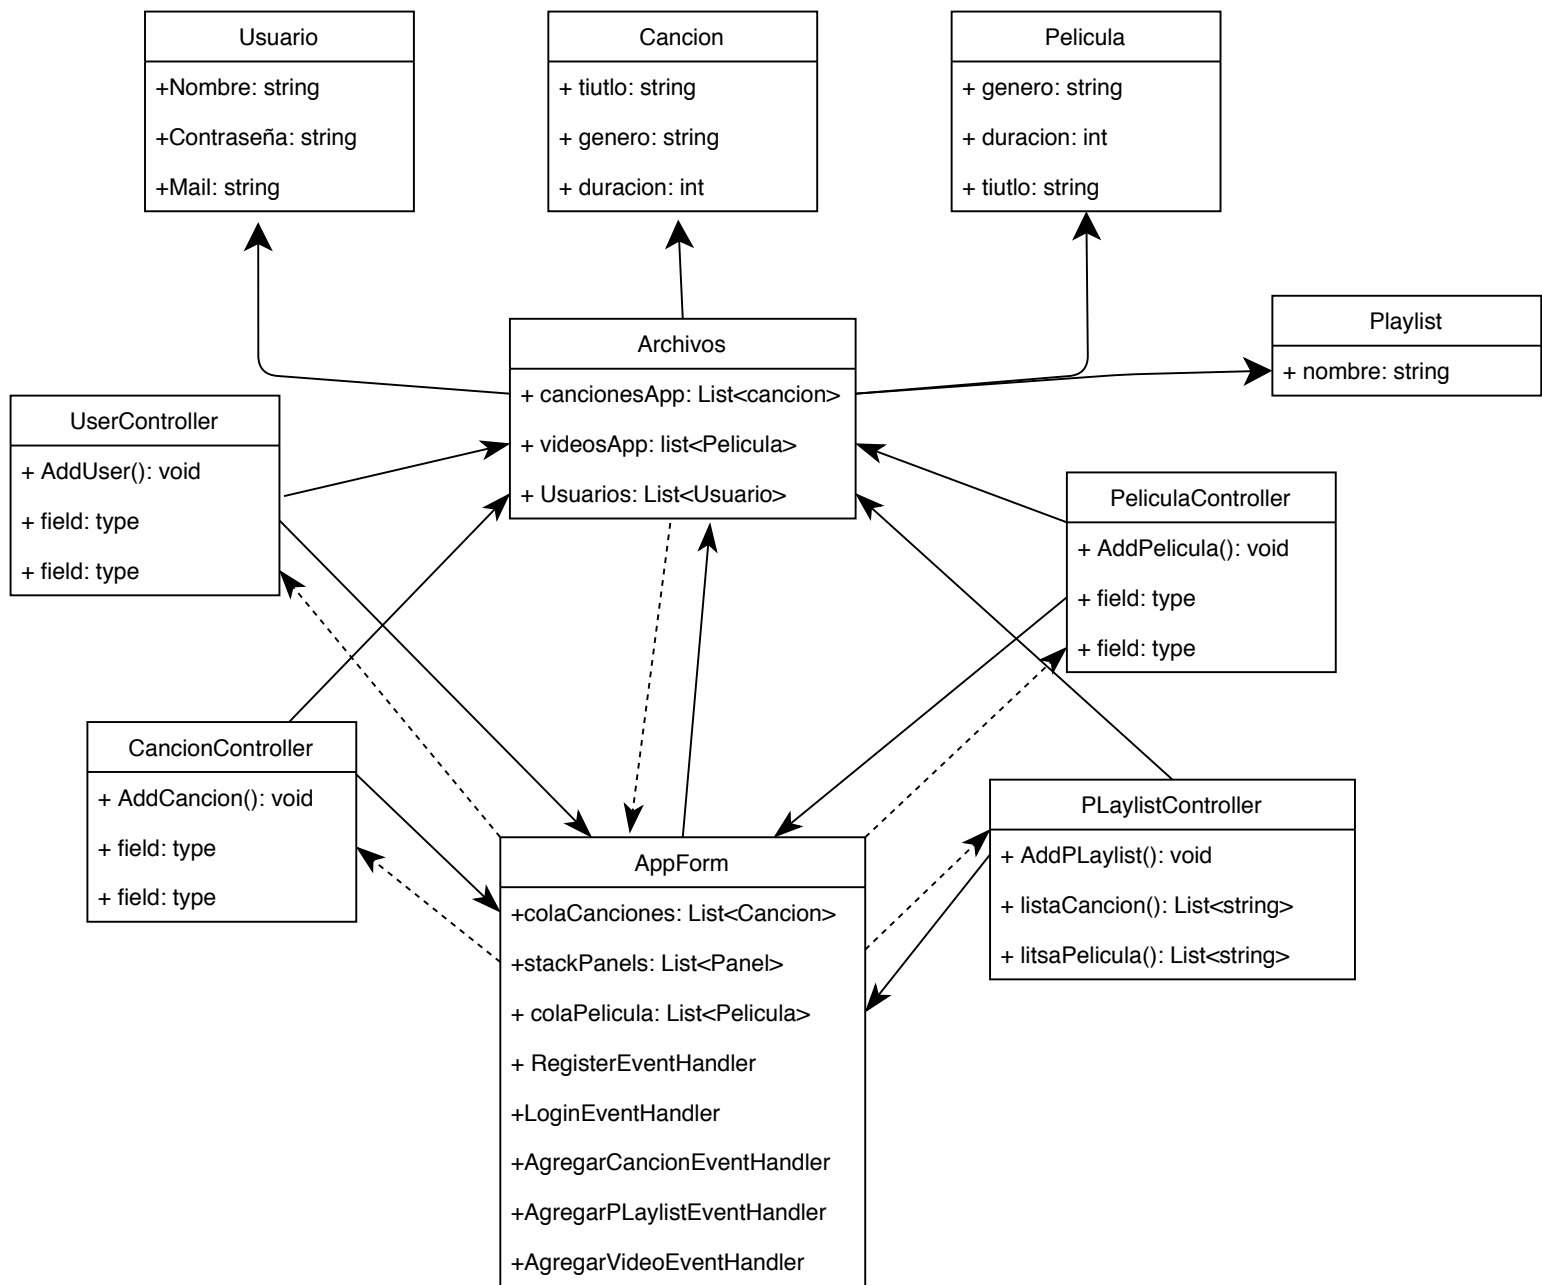 Usuario
+Nombre: string
+Contraseña: string
+Mail: string
Cancion
+ tiutlo: string
+ genero: string
+ duracion: int
Pelicula
+ genero: string
+ duracion: int
+ tiutlo: string
Playlist
+ nombre: string
Archivos
+ cancionesApp: List<cancion>
+ videosApp: list<Pelicula>
+ Usuarios: List<Usuario>
UserController
+ AddUser(): void
+ field: type
+ field: type
PeliculaController
+ AddPelicula(): void
+ field: type
+ field: type
CancionController
+ AddCancion(): void
+ field: type
+ field: type
PLaylistController
+ AddPLaylist(): void
+ listaCancion(): List<string>
+ litsaPelicula(): List<string>
AppForm
+colaCanciones: List<Cancion>
+stackPanels: List<Panel>
+ colaPelicula: List<Pelicula>
+ RegisterEventHandler
+LoginEventHandler
+AgregarCancionEventHandler
+AgregarPLaylistEventHandler
+AgregarVideoEventHandler